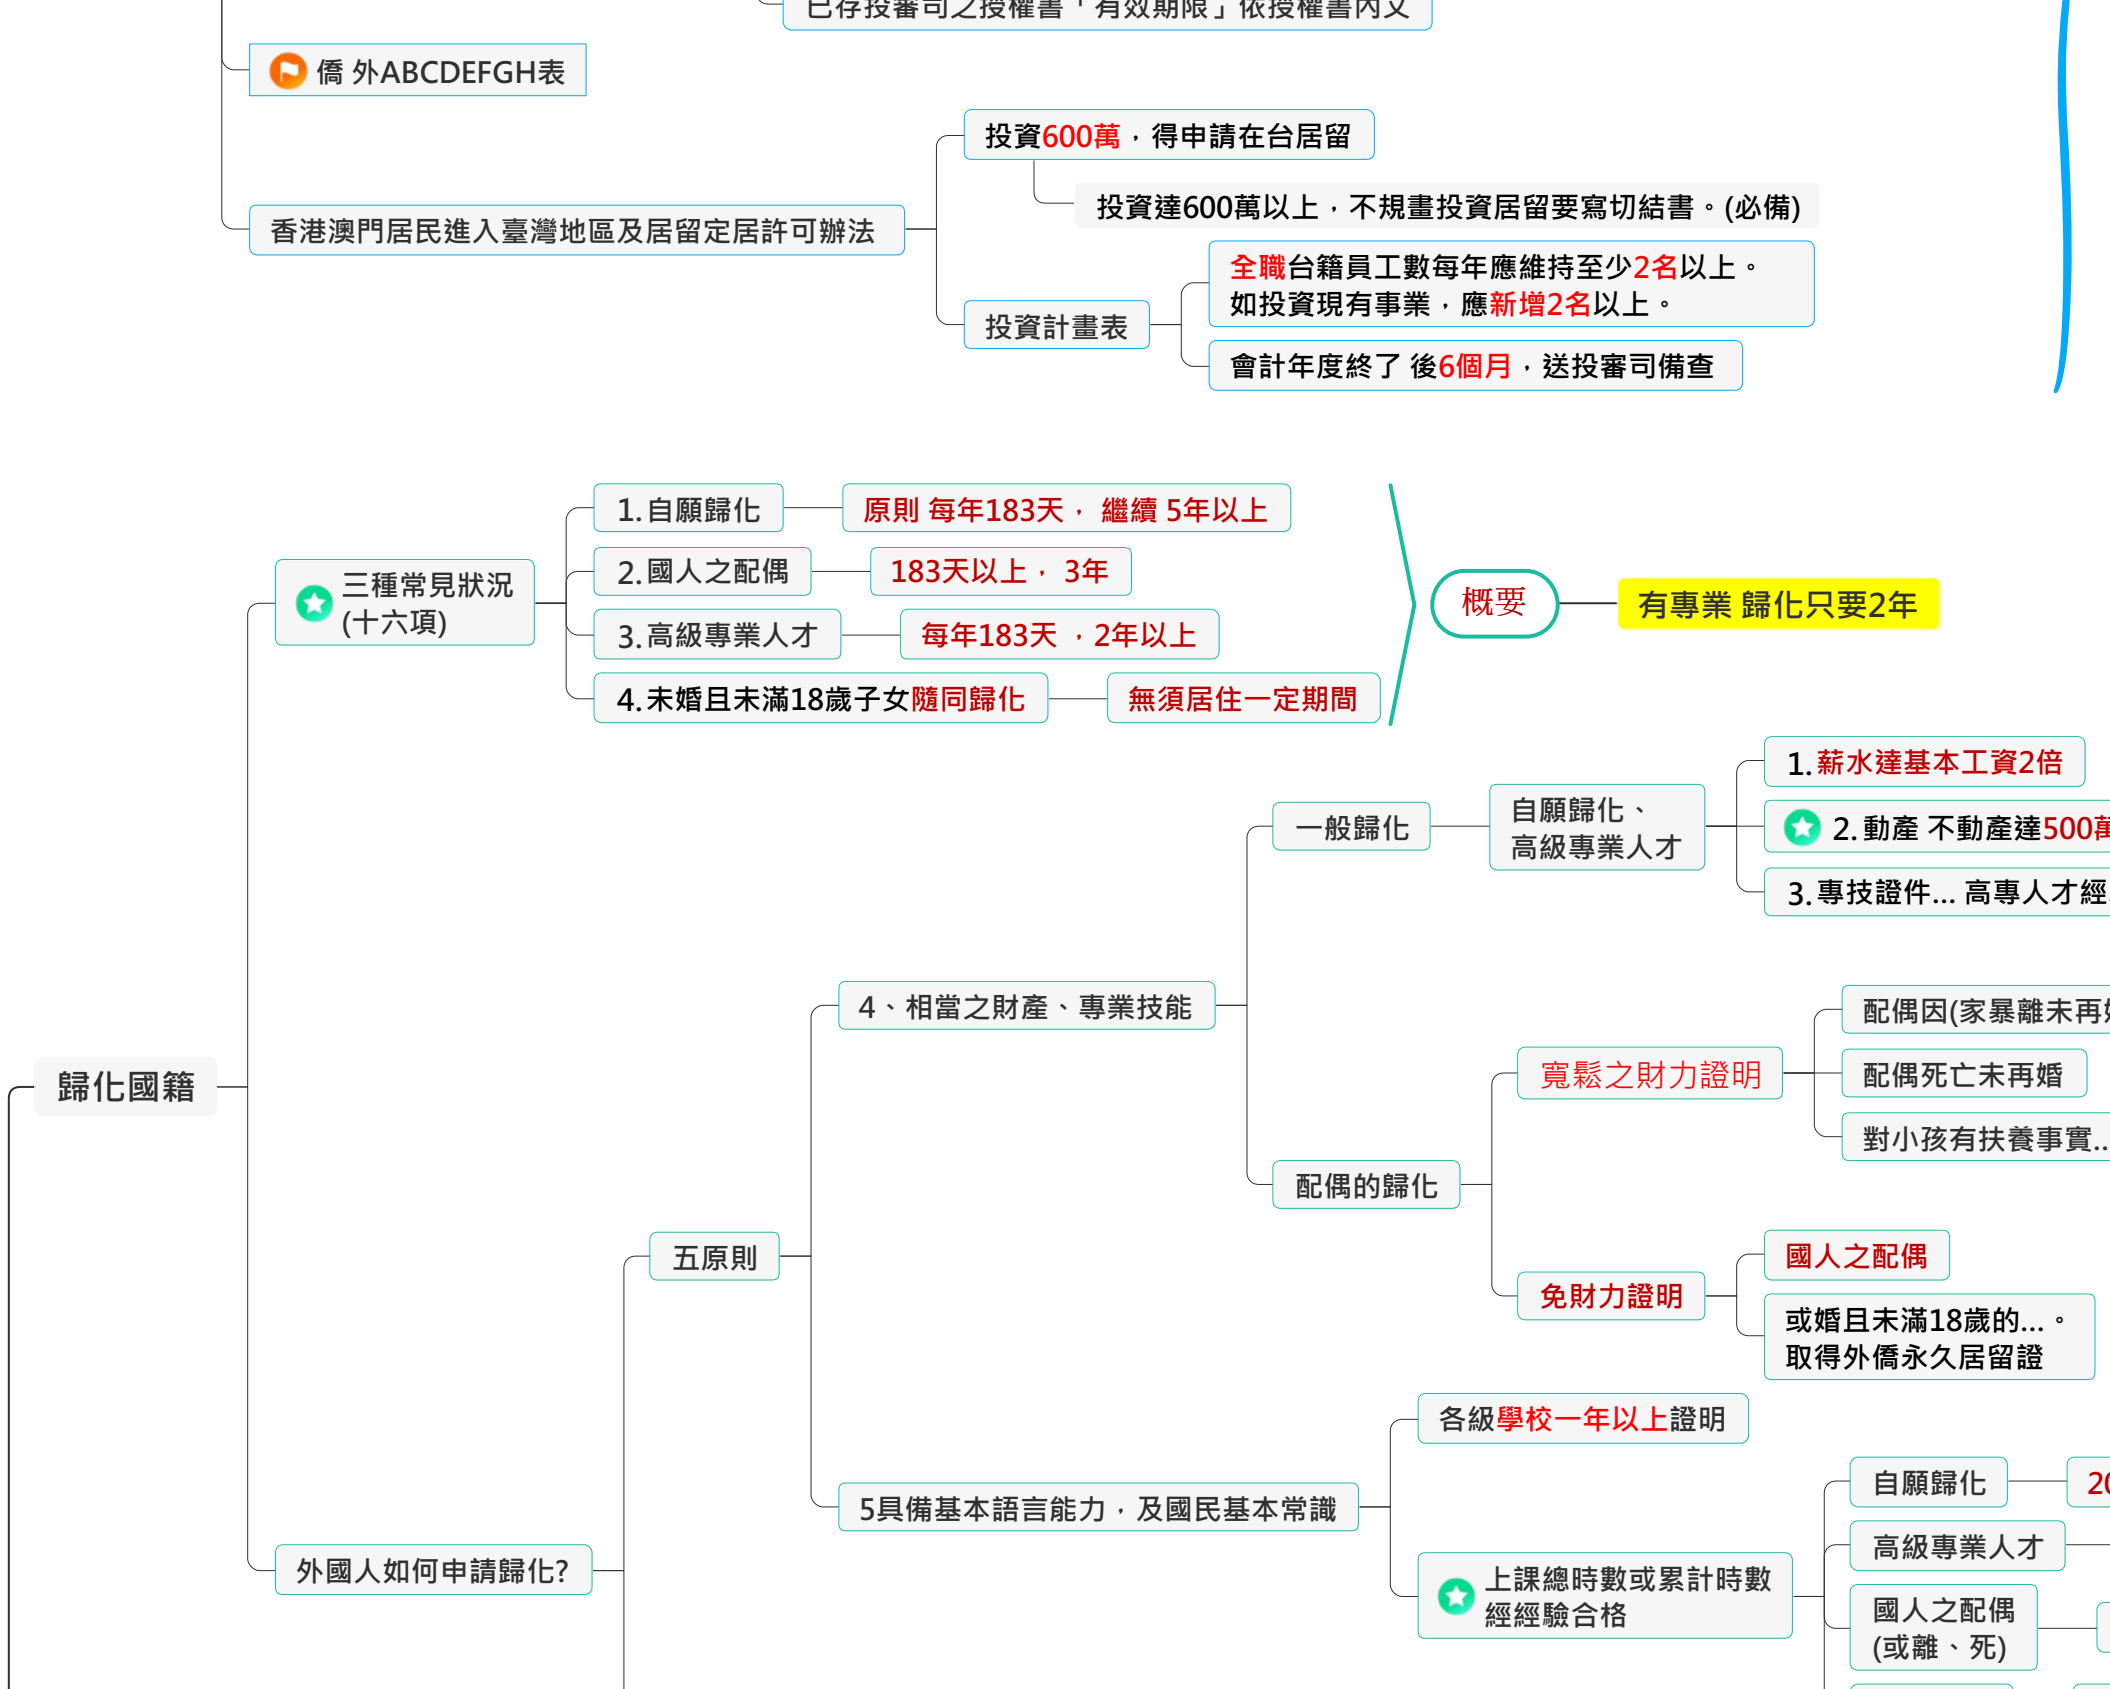 已存投審司之授權書「有效期限」依授權書內文
僑 外ABCDEFGH表
投資600萬，得申請在台居留
投資達600萬以上，不規畫投資居留要寫切結書。(必備)
香港澳門居民進入臺灣地區及居留定居許可辦法
全職台籍員工數每年應維持至少2名以上。
如投資現有事業，應新增2名以上。
投資計畫表
會計年度終了 後6個月，送投審司備查
三種常見狀況
(十六項)
1.自願歸化
原則 每年183天， 繼續 5年以上
2.國人之配偶
183天以上， 3年
3.高級專業人才
每年183天 ，2年以上
4.未婚且未滿18歲子女隨同歸化
無須居住一定期間
概要
有專業 歸化只要2年
歸化國籍
外國人如何申請歸化?
五原則
4、相當之財產、專業技能
一般歸化
自願歸化、
高級專業人才
1.薪水達基本工資2倍
2.動產 不動產達500萬
3.專技證件... 高專人才經
配偶的歸化
寬鬆之財力證明
配偶因(家暴離未再
配偶死亡未再婚
對小孩有扶養事實...
免財力證明
國人之配偶
或婚且未滿18歲的...。
取得外僑永久居留證
5具備基本語言能力，及國民基本常識
各級學校一年以上證明
上課總時數或累計時數
經經驗合格
自願歸化
20
高級專業人才
國人之配偶
(或離、死)